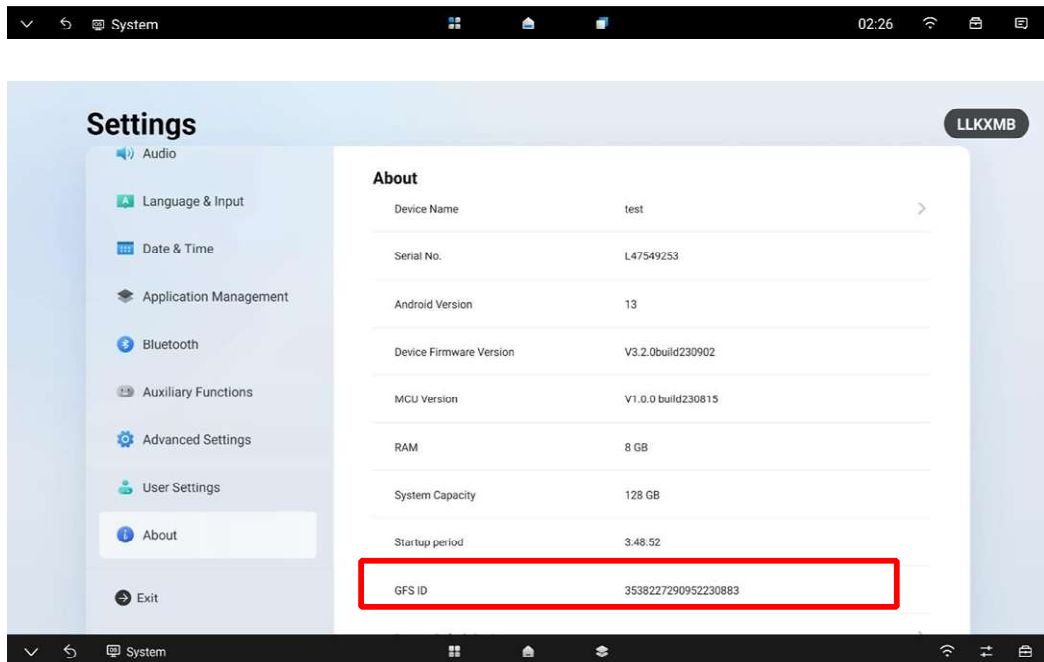 System
02:26
Settings
LLKXMB
Audio
Language & Input
Date & Time
Application Management
Bluetooth
Auxiliary Functions
Advanced Settings
User Settings
About
Exit
About
Device Name test
Serial No. L47549253
Android Version 13
Device Firmware Version V3.2.0build230902
MCU Version V1.0.0 build230815
RAM 8 GB
System Capacity 128 GB
Startup period 3:48:52
GFS ID 3538227290952230883
System